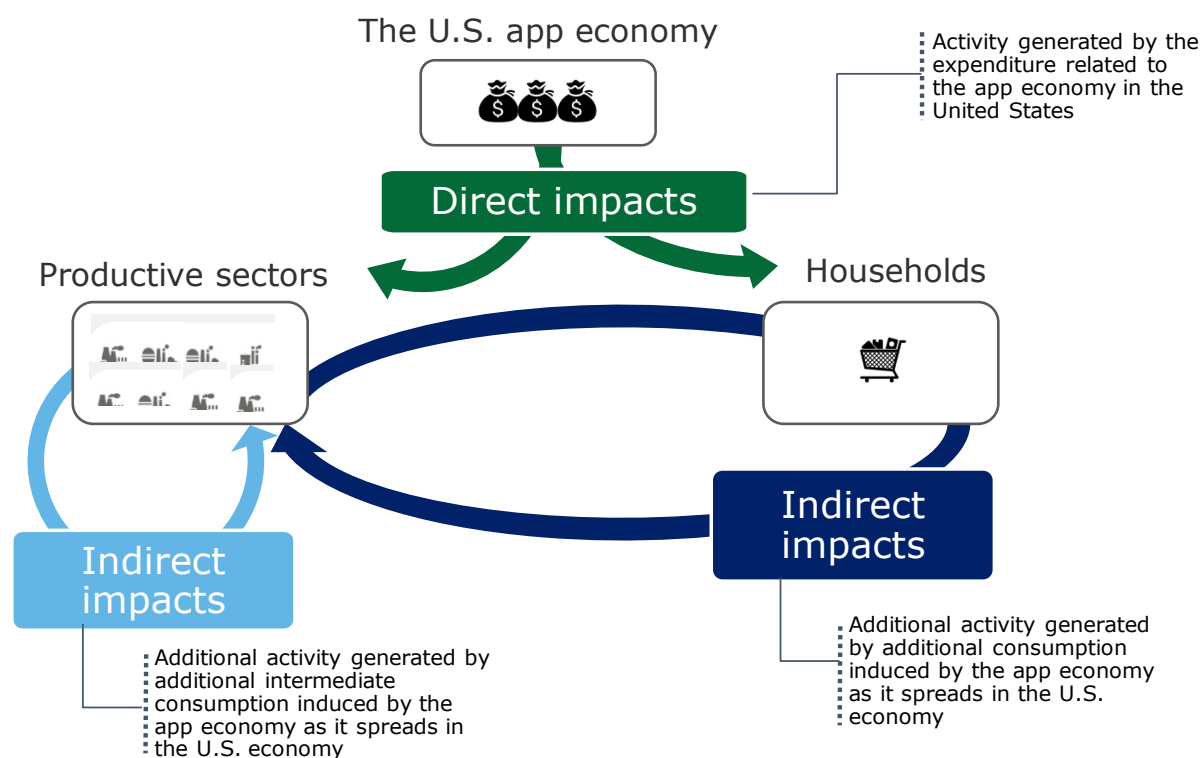 The U.S. app economy
$ $ $
Activity generated by the
expenditure related to
the app economy in the
United States
Direct impacts
Productive sectors
Households
Indirect
impacts
Indirect
impacts
Additional activity generated by
additional intermediate
consumption induced by the
app economy as it spreads in
the U.S. economy
Additional activity generated
by additional consumption
induced by the app economy
as it spreads in the U.S.
economy